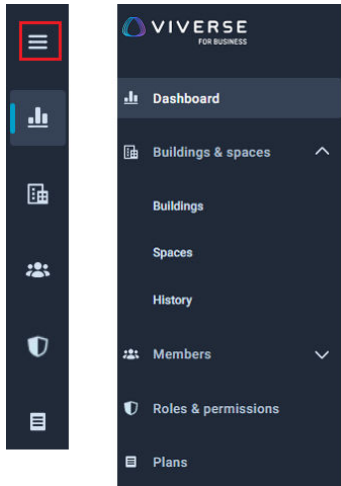 VIVERSE
FOR BUSINESS
Dashboard
Buildings & spaces
Buildings
Spaces
History
Members
Roles & permissions
Plans